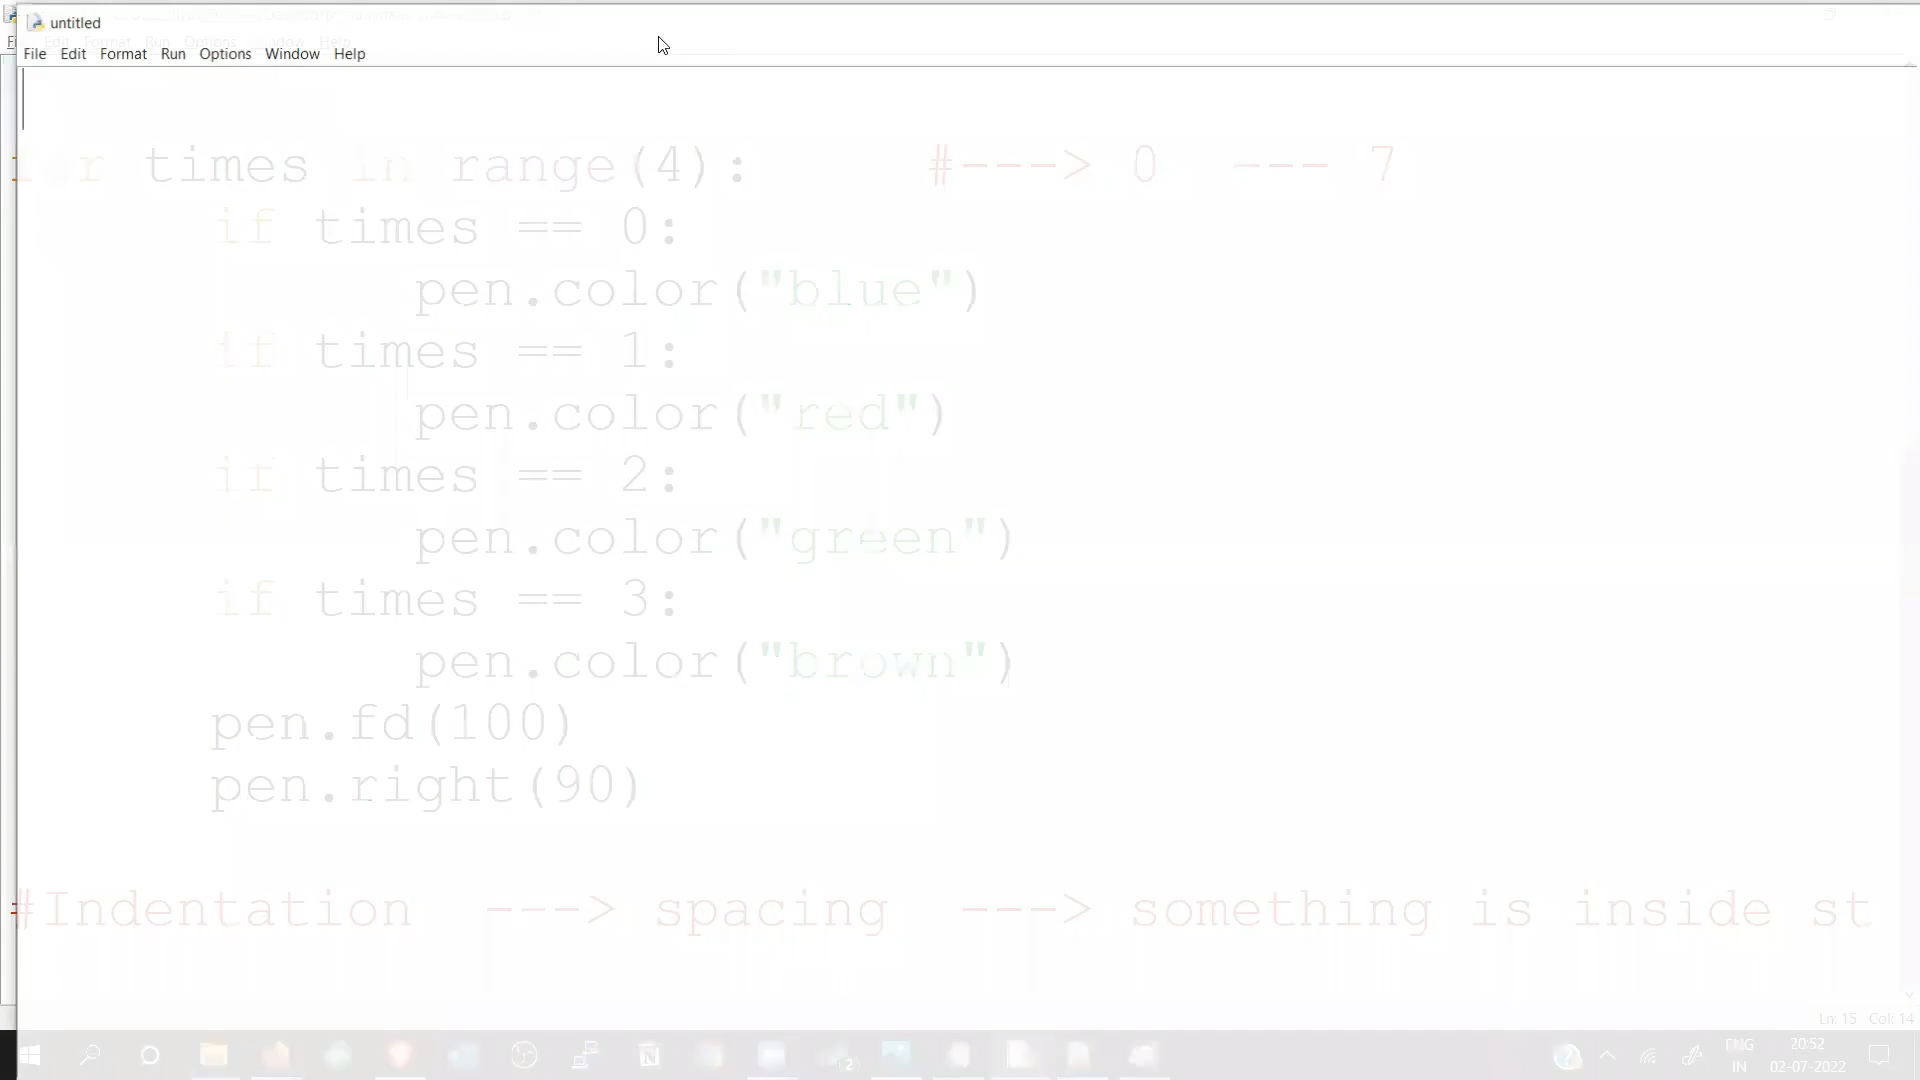 untitled
File Edit Format Run Options Window Help
for times in range(4): #---> 0 --- 7
if times == 0:
pen.color("blue")
if times == 1:
pen.color("red")
if times == 2:
pen.color("green")
if times == 3:
pen.color("brown")
pen.fd(100)
pen.right(90)
#Indentation ---> spacing ---> something is inside st
Ln: 15 Col: 14
ENG
IN
20:52
02-07-2022